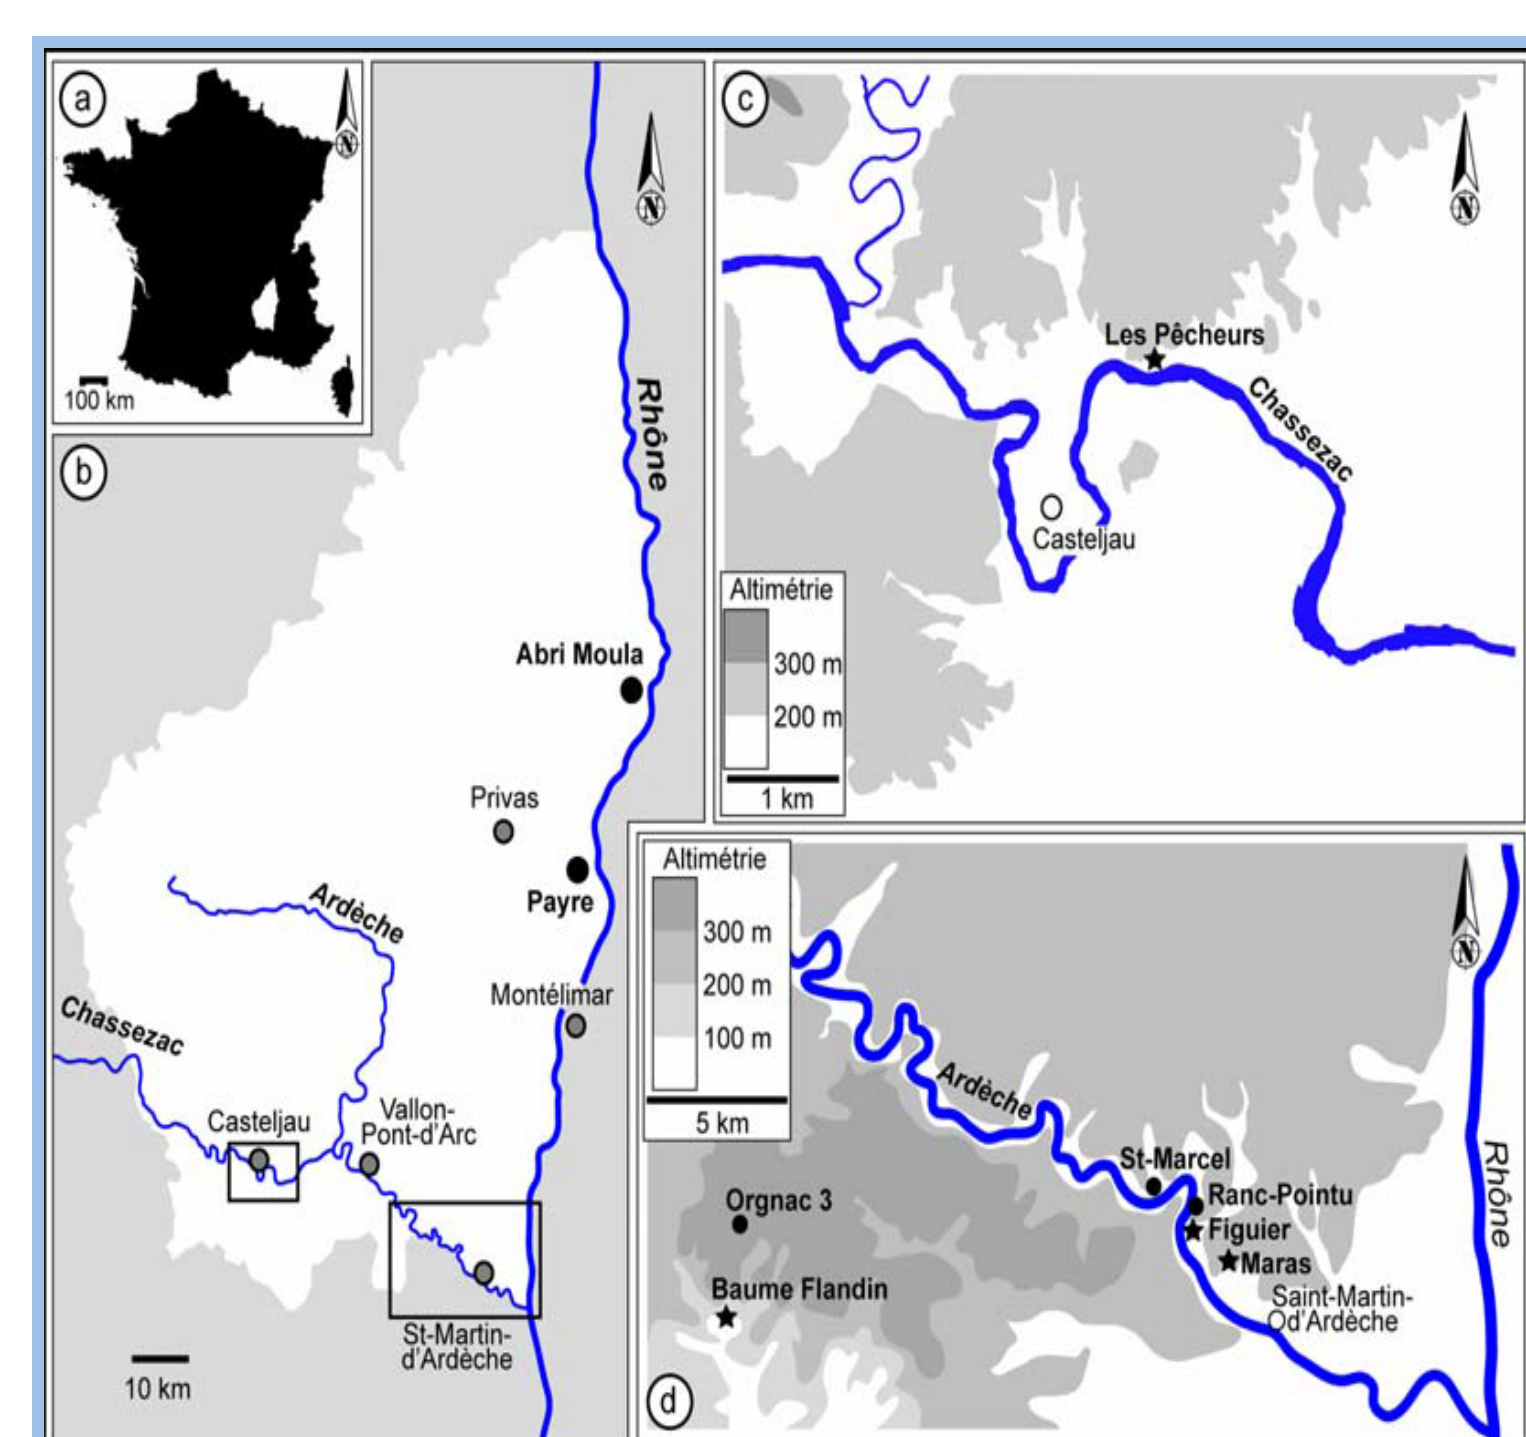 a
N
100 km
b
N
Rhône
Abri Moula
Privas
Payre
Ardèche
Montélimar
Chassezac
Casteljau
Vallon-
Pont-d'Arc
St-Martin-
d'Ardèche
10 km
c
N
Les Pêcheurs
Chassezac
Casteljau
Altimétrie
300 m
200 m
1 km
Altimétrie
300 m
200 m
100 m
5 km
N
Ardèche
St-Marcel
Ranc-Pointu
Orgnac 3
Figuier
Maras
Rhône
Baume Flandin
Saint-Martin-
d'Ardèche
d